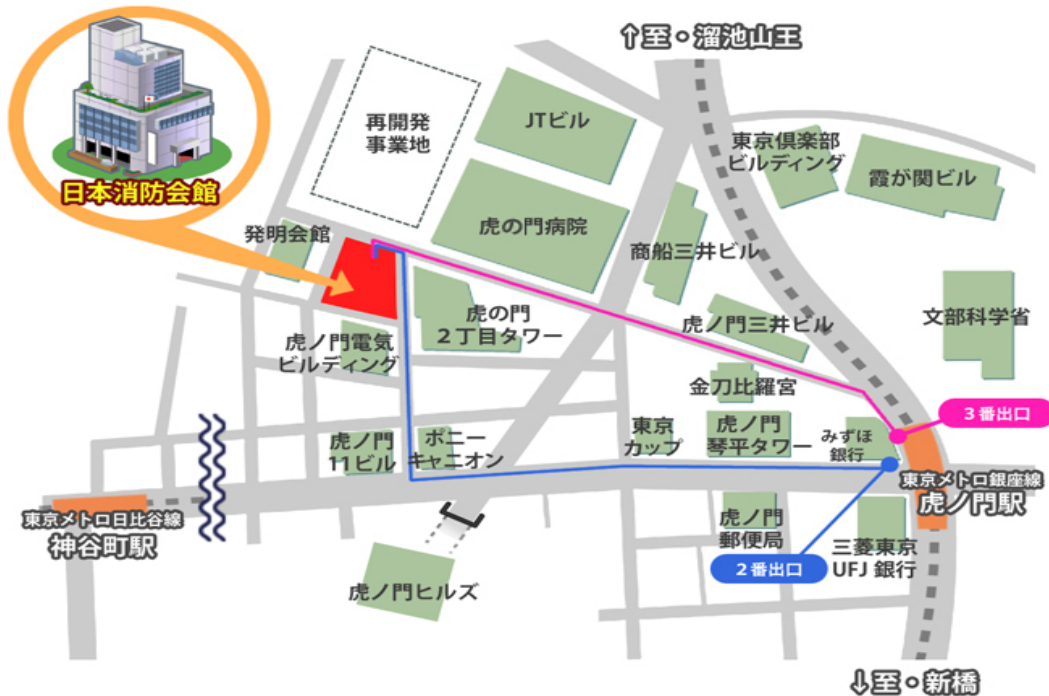 ↑至・溜池山王
日本消防会館
再開発
事業地
JTビル
東京倶楽部
ビルディング
霞が関ビル
発明会館
虎の門病院
商船三井ビル
虎の門
２丁目タワー
虎ノ門三井ビル
文部科学省
虎ノ門電気
ビルディング
金刀比羅宮
３番出口
虎ノ門
11ビル
ポニー
キャニオン
東京
カップ
虎ノ門
琴平タワー
みずほ
銀行
東京メトロ銀座線
虎ノ門駅
東京メトロ日比谷線
神谷町駅
虎ノ門
郵便局
三菱東京
UFJ 銀行
２番出口
虎ノ門ヒルズ
↓至・新橋